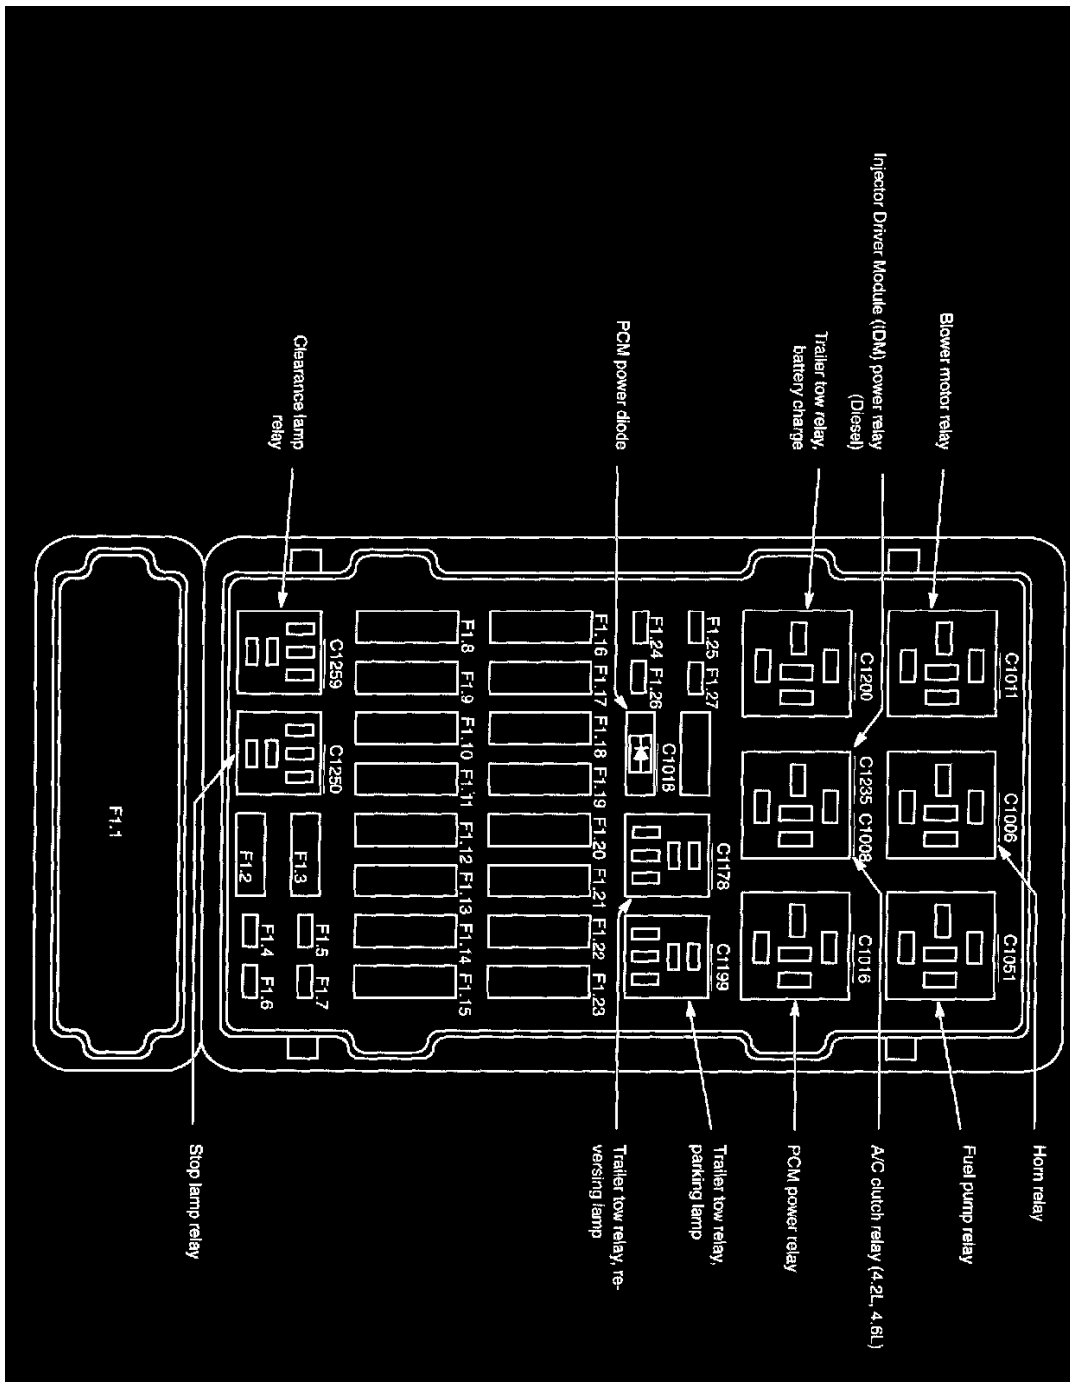 Blower motor relay
Injector Driver Module (IDM) power relay
(Diesel)
Trailer tow relay,
battery charge
PCM power diode
Clearance lamp
relay
C1011
C1006
C1051
C1200
C1235
C1008
C1016
F1.25
F1.27
F1.24
F1.26
C1018
C1178
C1199
F1.16
F1.17
F1.18
F1.19
F1.20
F1.21
F1.22
F1.23
F1.8
F1.9
F1.10
F1.11
F1.12
F1.13
F1.14
F1.15
C1259
C1250
F1.3
F1.2
F1.5
F1.7
F1.4
F1.6
F1.1
Horn relay
Fuel pump relay
A/C clutch relay (4.2L, 4.6L)
PCM power relay
Trailer tow relay,
parking lamp
Trailer tow relay, re-
versing lamp
Stop lamp relay